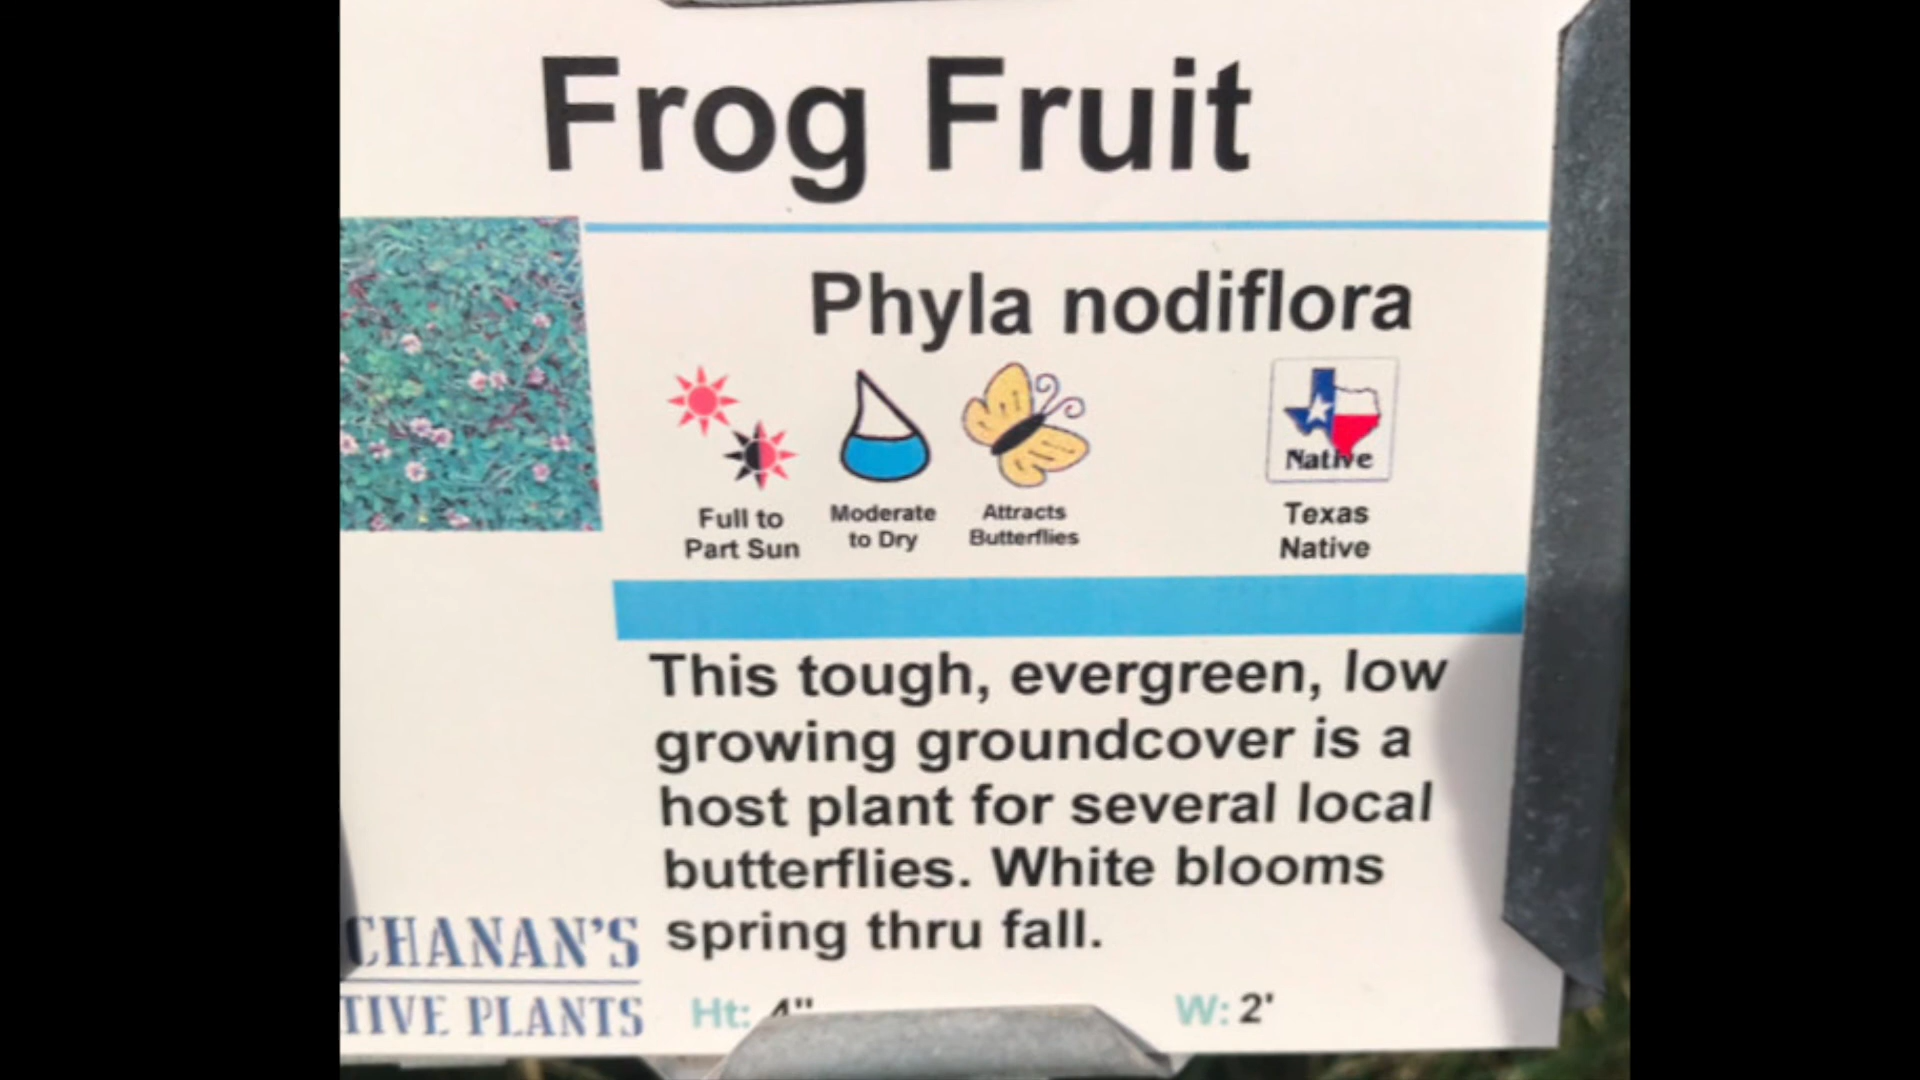 Frog Fruit
Phyla nodiflora
Native
Full to
Part Sun
Moderate
to Dry
Attracts
Butterflies
Texas
Native
This tough, evergreen, low
growing groundcover is a
host plant for several local
butterflies. White blooms
spring thru fall.
CHANAN'S
TIVE PLANTS
Ht: 4" W: 2'